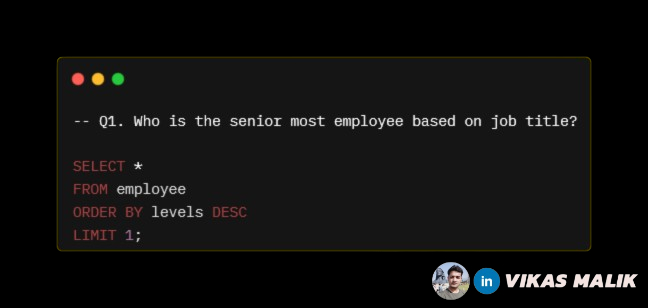 -- Q1. Who is the senior most employee based on job title?
SELECT *
FROM employee
ORDER BY levels DESC
LIMIT 1;
in VIKAS MALIK